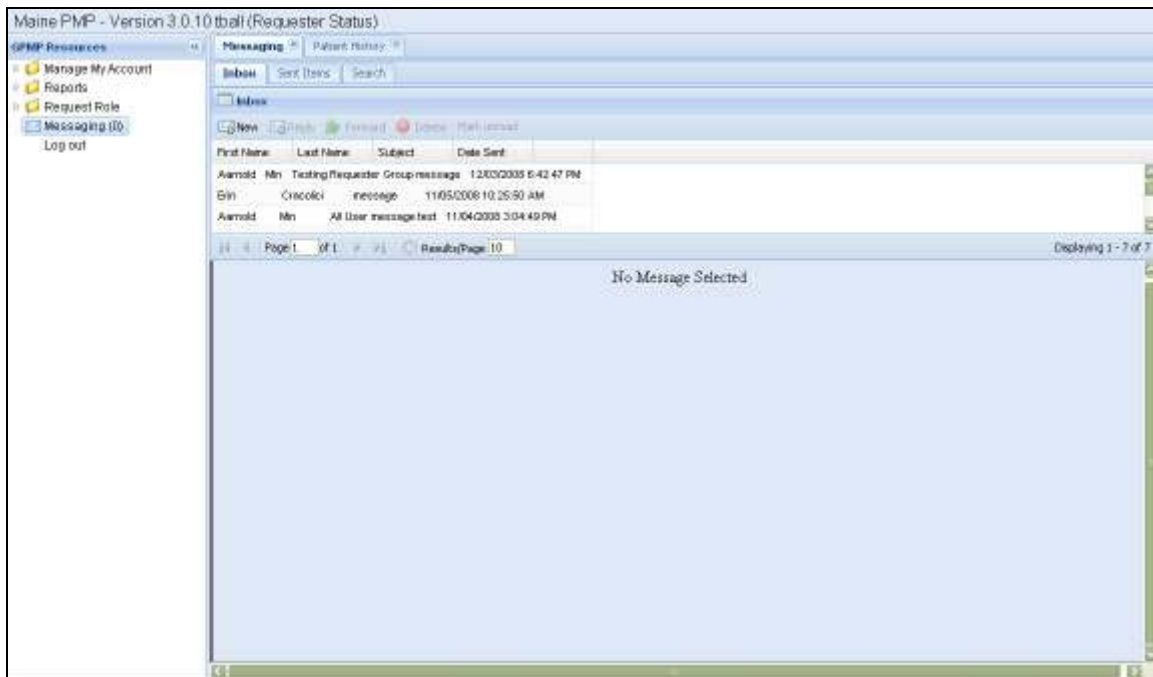 Maine PMP - Version 3.0.10 tball (Requester Status)
GPMP Resources
Messaging Patient History
Manage My Account
Inbox Sent Items Search
Reports
Request Role
Inbox
Messaging (0)
New Reply Forward Delete Mark unread
Log out
First Name Last Name Subject Date Sent
Aarnold Min Testing Requester Group message 12/03/2008 6:42:47 PM
Erin Cracolici message 11/05/2008 10:25:50 AM
Aarnold Min All User message test 11/04/2008 3:04:49 PM
Page 1 of 1 Results/Page 10 Displaying 1 - 7 of 7
No Message Selected